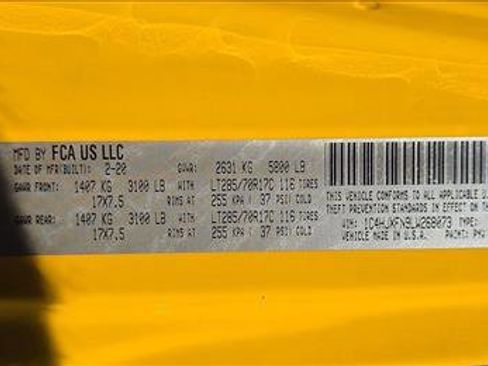 MFD BY FCA US LLC
DATE OF MFR(BUILT): 2-20 GVWR: 2631 KG 5800 LB
GAWR FRONT: 1407 KG 3100 LB WITH LT285/70R17C 116 TIRES
17X7.5 RIMS AT 255 KPA ( 37 PSI) COLD
GAWR REAR: 1407 KG 3100 LB WITH LT285/70R17C 116 TIRES
17X7.5 RIMS AT 255 KPA ( 37 PSI) COLD
THIS VEHICLE CONFORMS TO ALL APPLICABLE
THEFT PREVENTION STANDARDS IN EFFECT ON
VIN: 1C4HJXFN9LW268073
VEHICLE MADE IN U.S.A. PAINT: